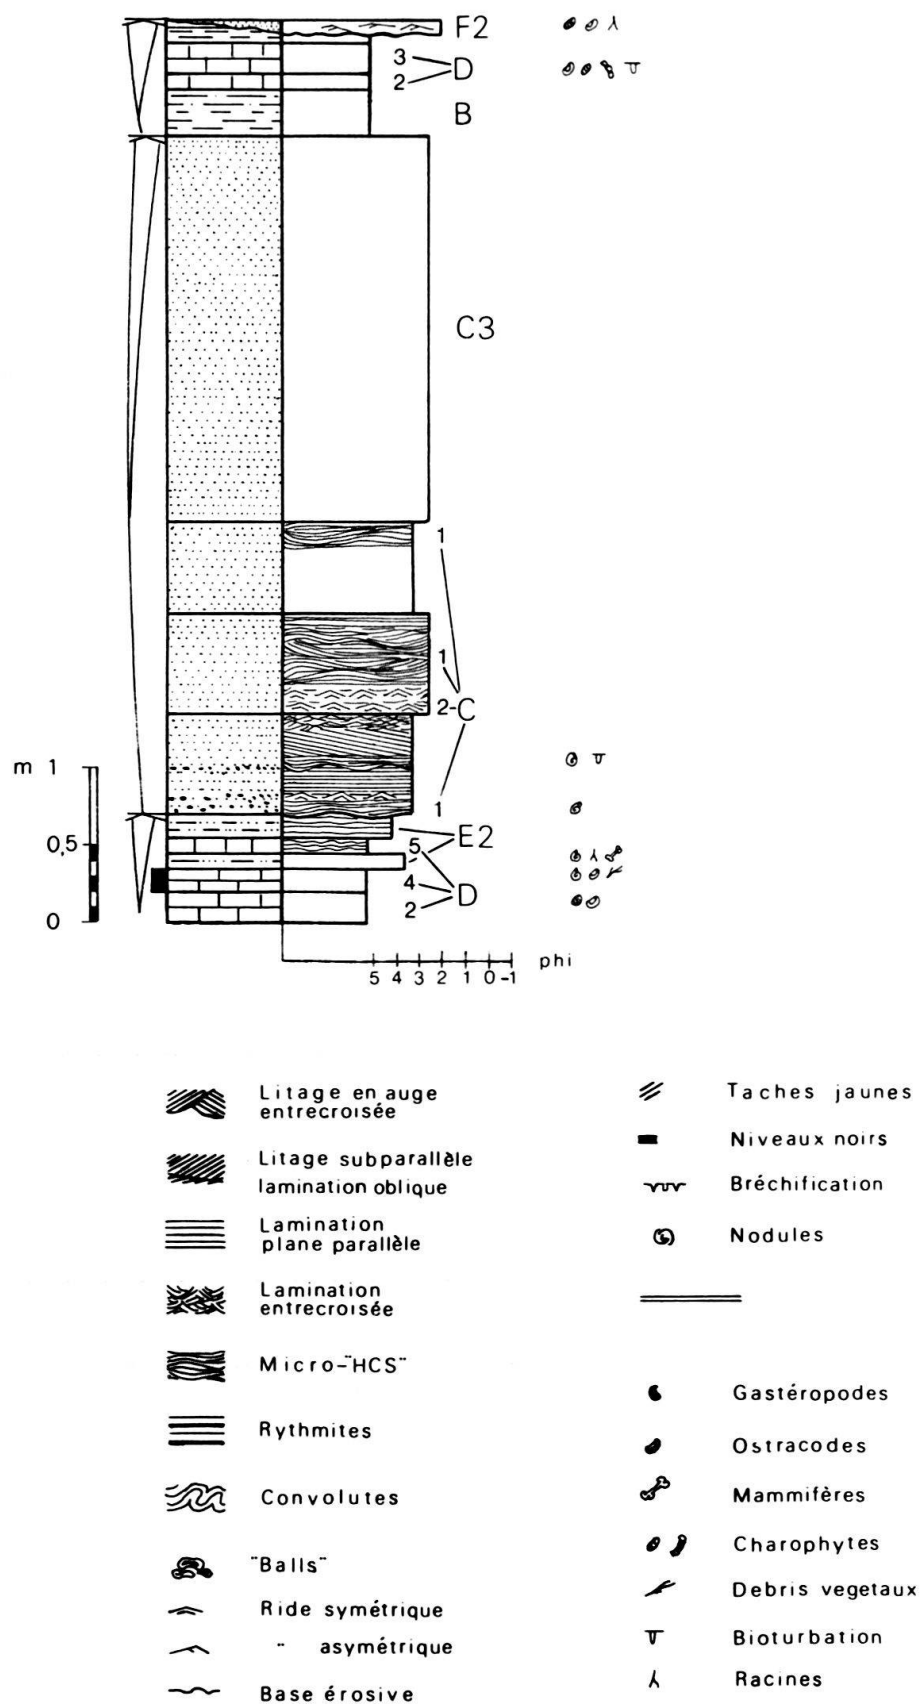 F2
3
D
2
B
C3
1
1
2-C
m 1
1
E2
0,5
5
4
D
2
0
5 4 3 2 1 0 -1 phi
Litage en auge
entrecroisée
Litage subparallèle
lamination oblique
Lamination
plane parallèle
Lamination
entrecroisée
Micro-"HCS"
Rythmites
Convolutes
"Balls"
Ride symétrique
" asymétrique
Base érosive
Taches jaunes
Niveaux noirs
Bréchification
Nodules
Gastéropodes
Ostracodes
Mammifères
Charophytes
Debris vegetaux
Bioturbation
Racines